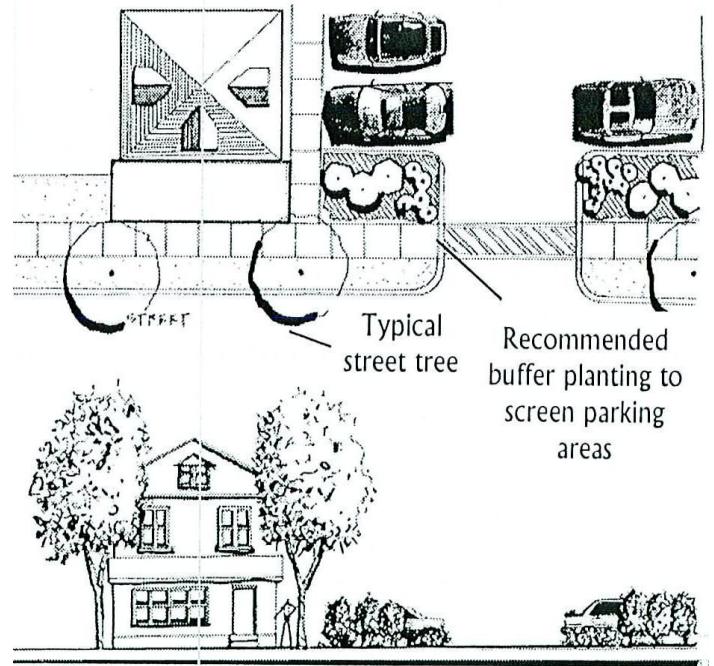 STREET
Typical
street tree
Recommended
buffer planting to
screen parking
areas